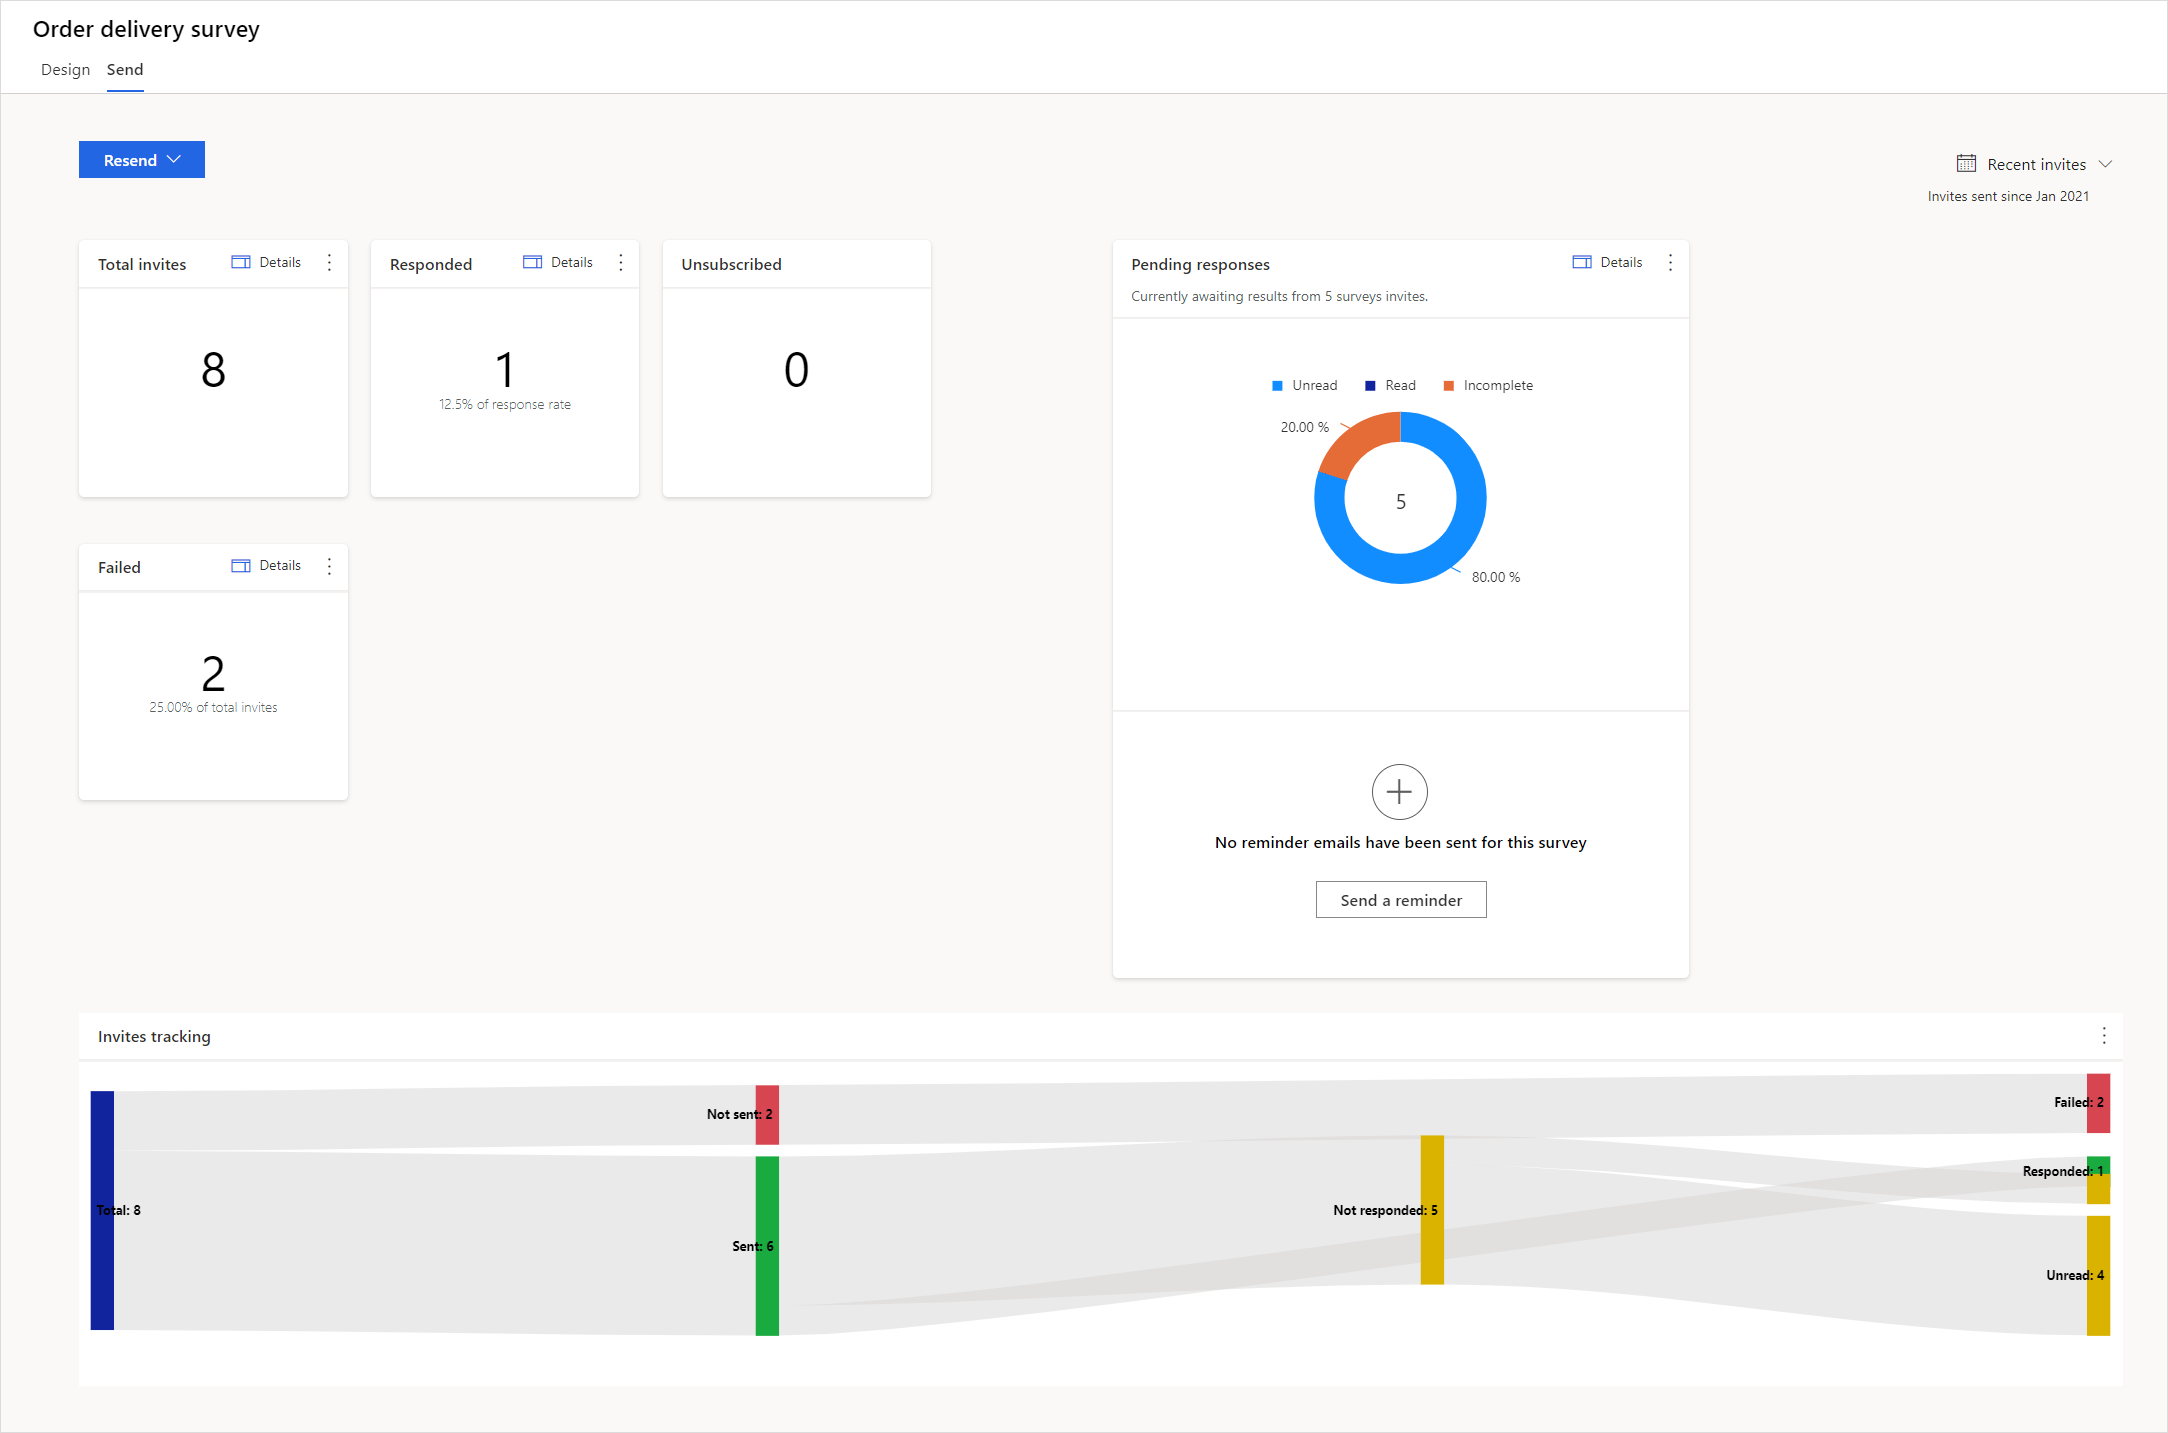 Order delivery survey
Design Send
Resend
Recent invites
Invites sent since Jan 2021
Total invites Details
8
Responded Details
1
12.5% of response rate
Unsubscribed
0
Pending responses Details
Currently awaiting results from 5 surveys invites.
Unread Read Incomplete
20.00 %
5
80.00 %
Failed Details
2
25.00% of total invites
No reminder emails have been sent for this survey
Send a reminder
Invites tracking
Total: 8
Not sent: 2
Sent: 6
Not responded: 5
Failed: 2
Responded: 1
Unread: 4